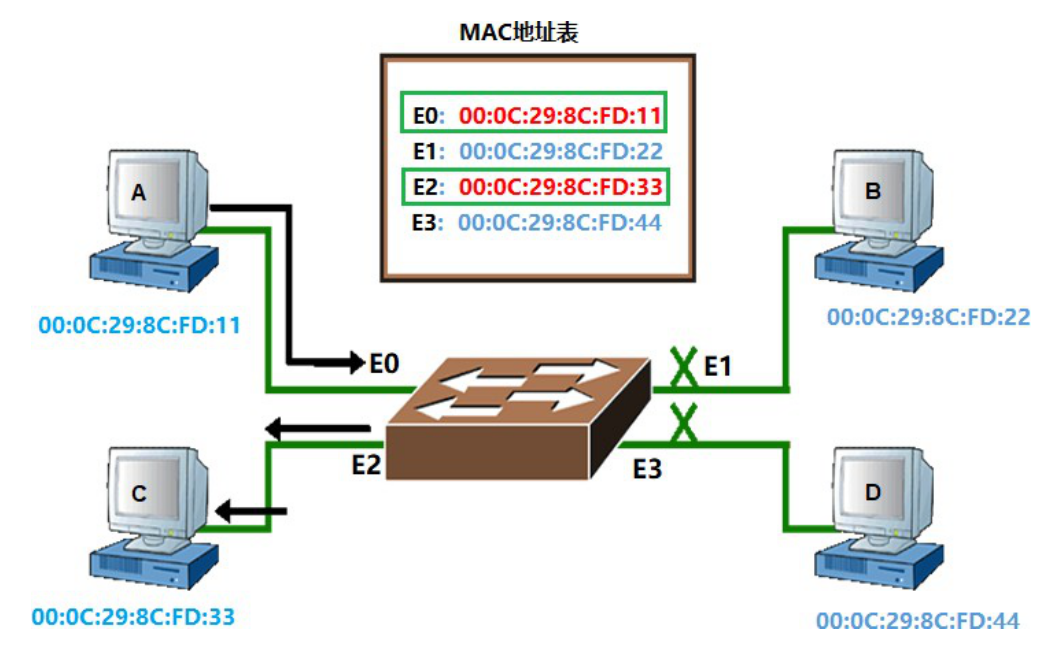 MAC地址表
E0: 00:0C:29:8C:FD:11
E1: 00:0C:29:8C:FD:22
E2: 00:0C:29:8C:FD:33
E3: 00:0C:29:8C:FD:44
A
B
00:0C:29:8C:FD:11
00:0C:29:8C:FD:22
E0
E1
E2
E3
C
D
00:0C:29:8C:FD:33
00:0C:29:8C:FD:44